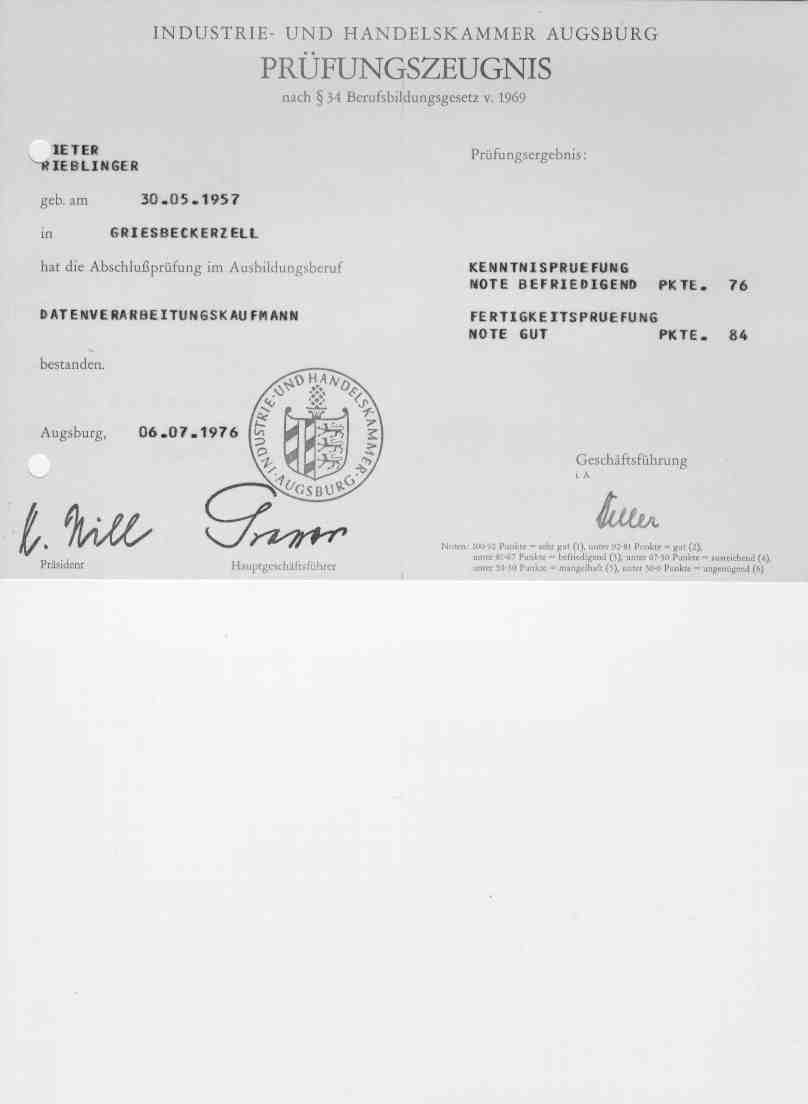 INDUSTRIE- UND HANDELSKAMMER AUGSBURG
PRÜFUNGSZEUGNIS
nach § 34 Berufsbildungsgesetz v. 1969
IETER
RIEBLINGER
geb. am 30.05.1957
in GRIESBECKERZELL
hat die Abschlußprüfung im Ausbildungsberuf
DATENVERARBEITUNGSKAUFMANN
bestanden.
Augsburg, 06.07.1976
INDUSTRIE-UND HANDELSKAMMER
AUGSBURG
Präsident
Hauptgeschäftsführer
Prüfungsergebnis:
KENNTNISPRUEFUNG
NOTE BEFRIEDIGEND PKTE. 76
FERTIGKEITSPRUEFUNG
NOTE GUT PKTE. 84
Geschäftsführung
i. A
Noten: 100-92 Punkte = sehr gut (1), unter 92-81 Punkte = gut (2),
unter 81-67 Punkte = befriedigend (3), unter 67-50 Punkte = ausreichend (4),
unter 50-30 Punkte = mangelhaft (5), unter 30-0 Punkte = ungenügend (6)